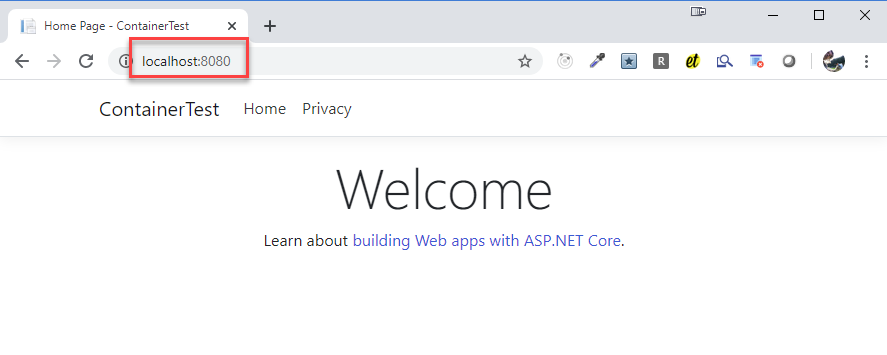 Home Page - ContainerTest
localhost:8080
R
et
ContainerTest Home Privacy
Welcome
Learn about building Web apps with ASP.NET Core.